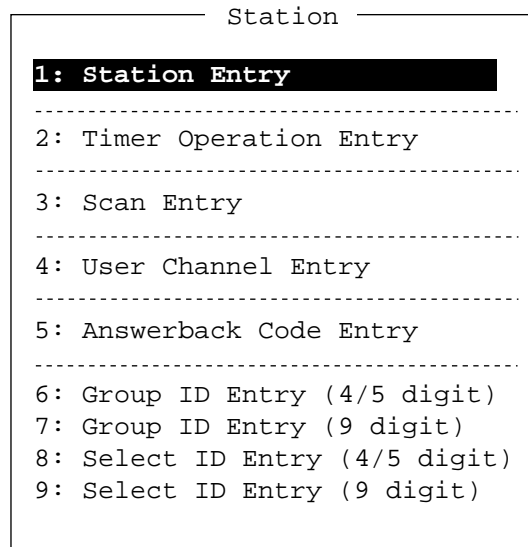 Station
1: Station Entry
2: Timer Operation Entry
3: Scan Entry
4: User Channel Entry
5: Answerback Code Entry
6: Group ID Entry (4/5 digit)
7: Group ID Entry (9 digit)
8: Select ID Entry (4/5 digit)
9: Select ID Entry (9 digit)